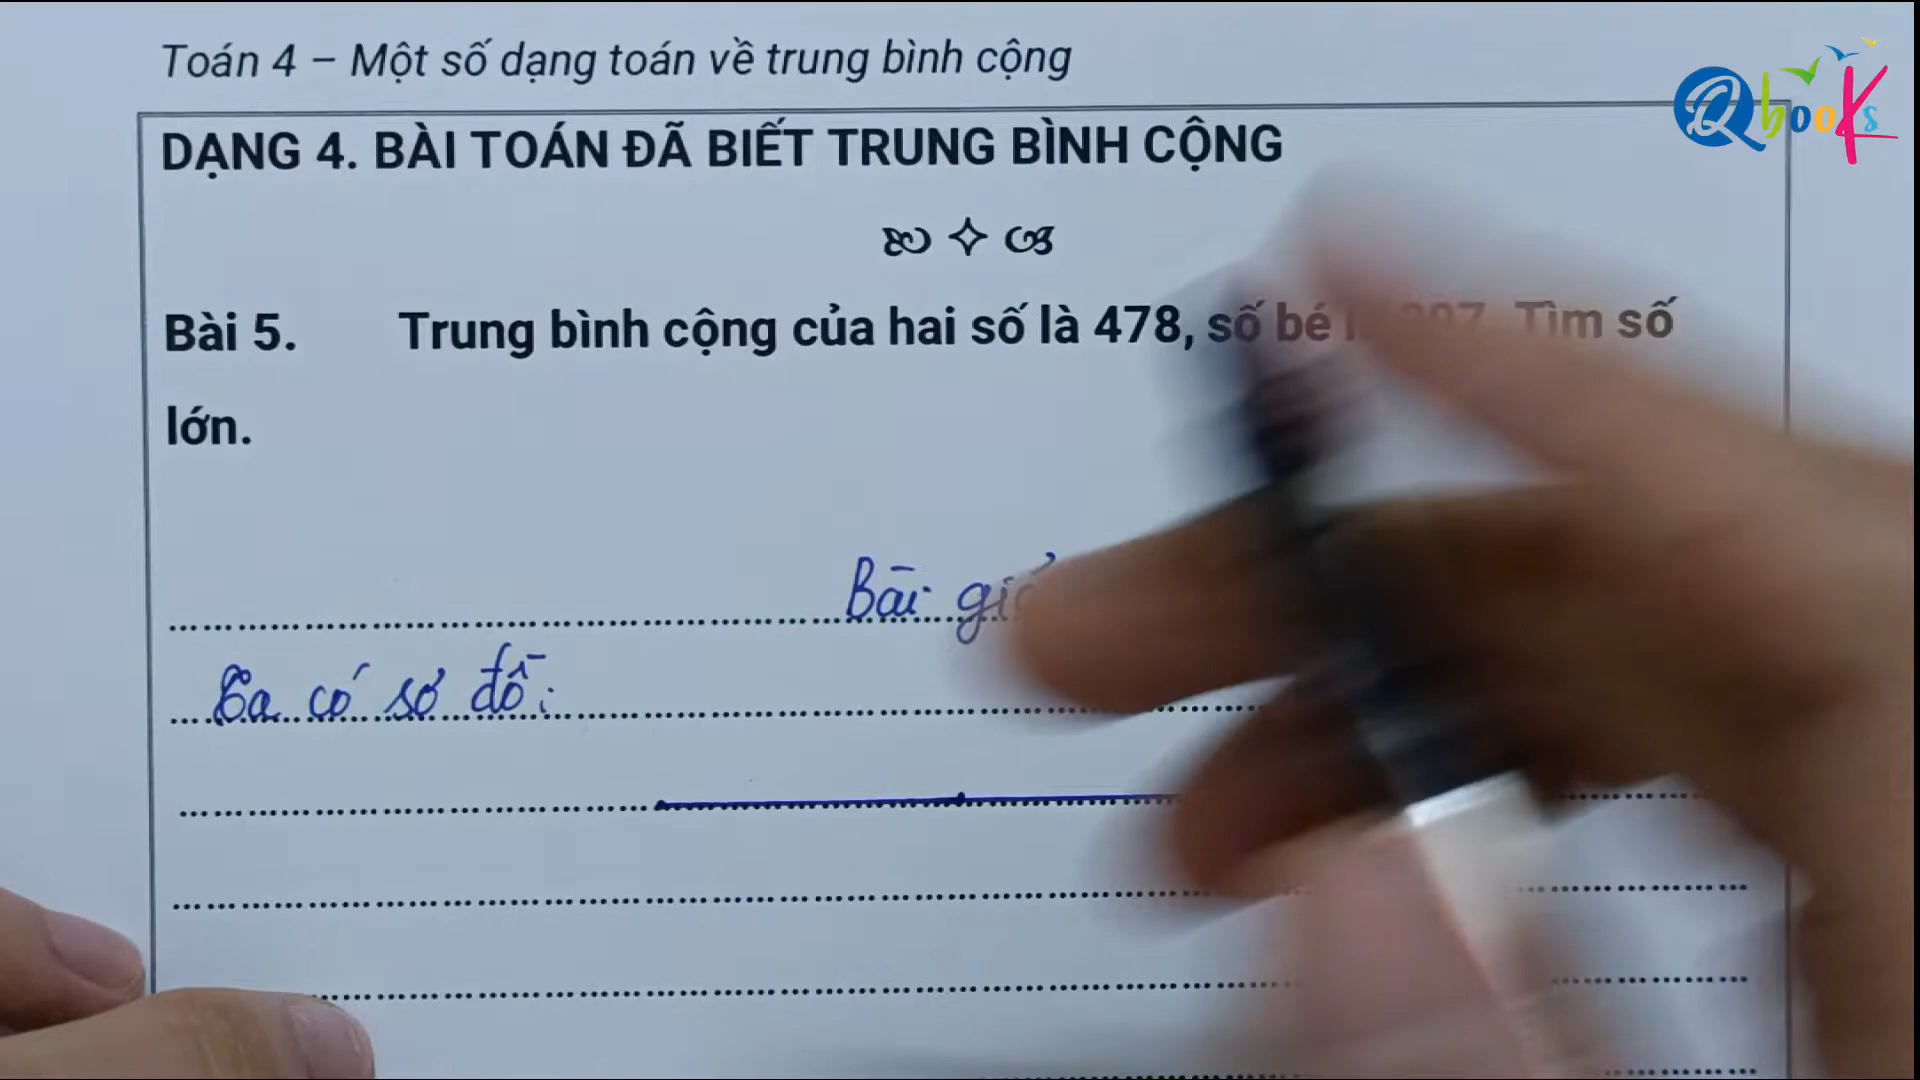 Toán 4 – Một số dạng toán về trung bình cộng
Qbooks
DẠNG 4. BÀI TOÁN ĐÃ BIẾT TRUNG BÌNH CỘNG
Bài 5. Trung bình cộng của hai số là 478, số bé Tìm số
lớn.
Bài
Ta có sơ đồ: